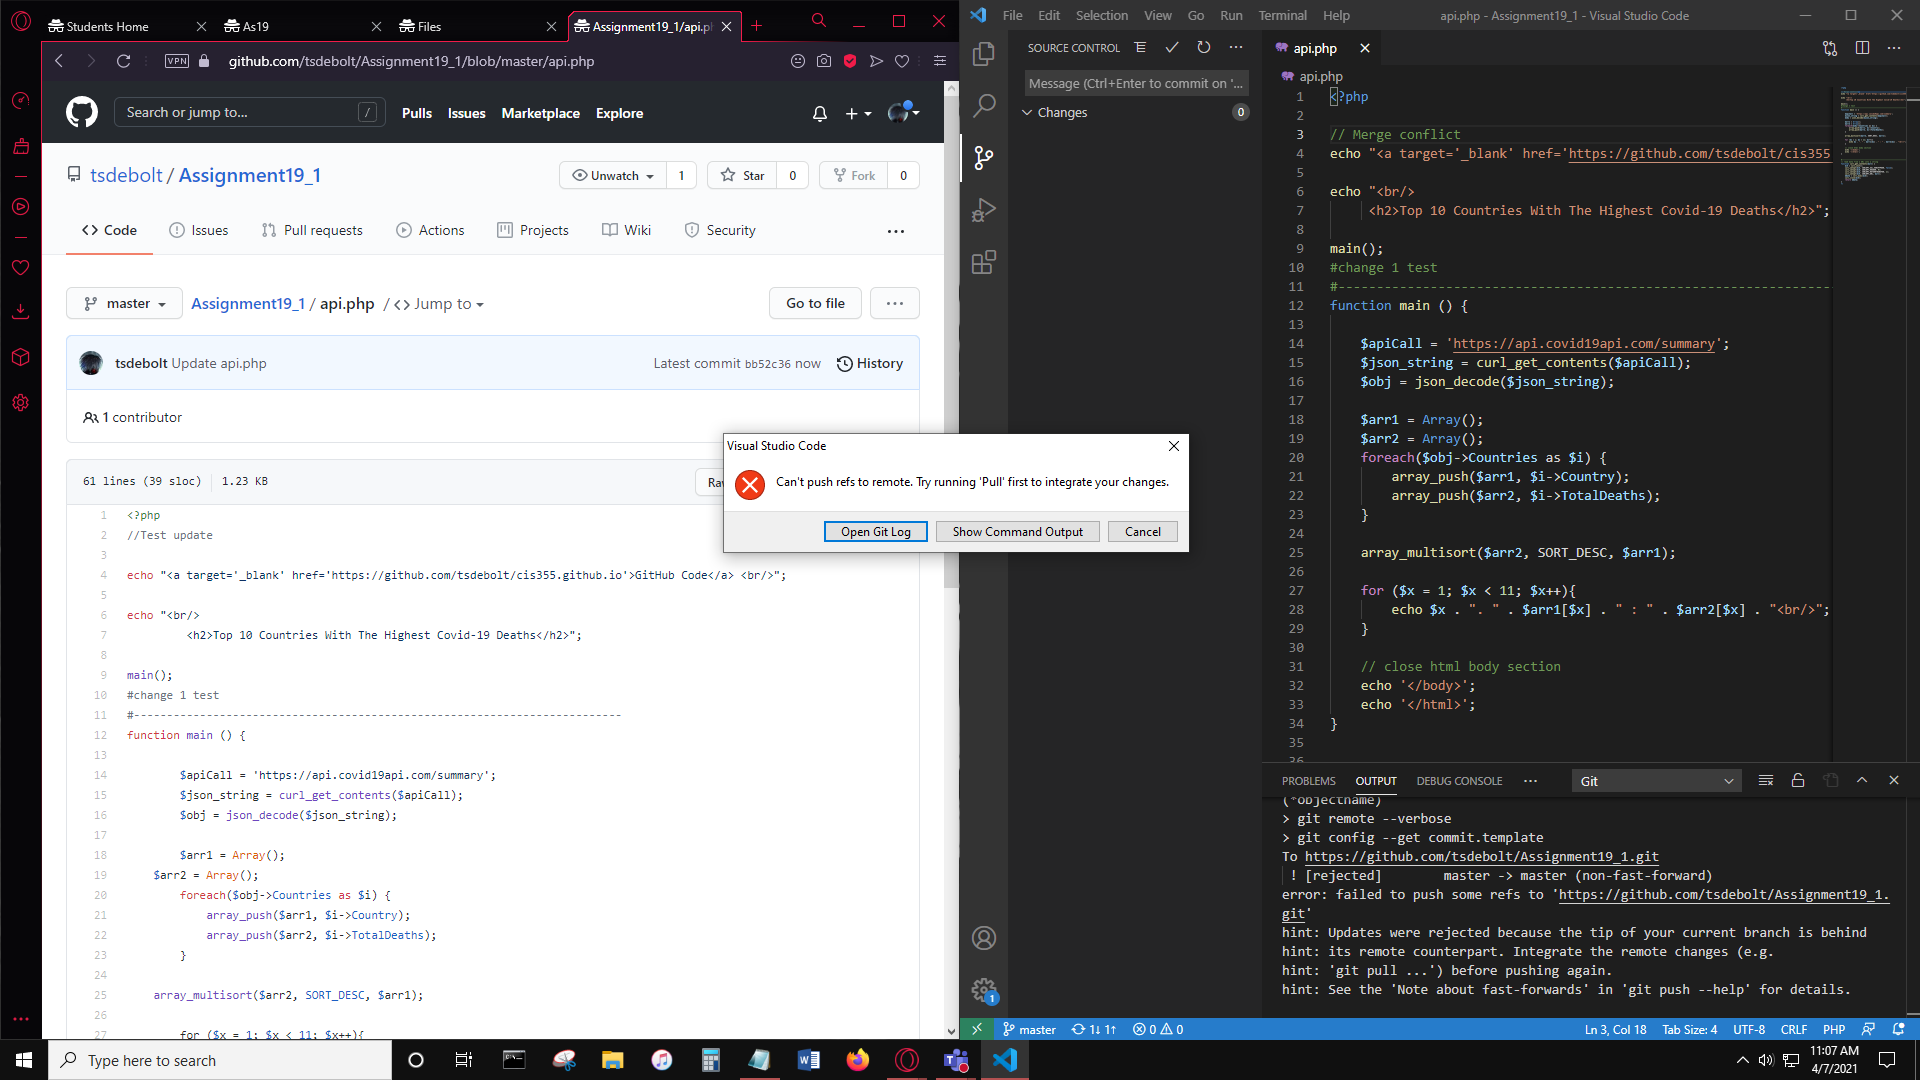 Students Home
As19
Files
Assignment19_1/api.ph
VPN
github.com/tsdebolt/Assignment19_1/blob/master/api.php
Search or jump to...
/
Pulls
Issues
Marketplace
Explore
tsdebolt / Assignment19_1
Unwatch
1
Star
0
Fork
0
Code
Issues
Pull requests
Actions
Projects
Wiki
Security
master
Assignment19_1 / api.php / <> Jump to
Go to file
tsdebolt Update api.php
Latest commit bb52c36 now
History
1 contributor
61 lines (39 sloc) 1.23 KB
Raw
1 <?php
2 //Test update
3
4 echo "<a target='_blank' href='https://github.com/tsdebolt/cis355.github.io'>GitHub Code</a> <br/>";
5
6 echo "<br/>
7 <h2>Top 10 Countries With The Highest Covid-19 Deaths</h2>";
8
9 main();
10 #change 1 test
11 #--------------------------------------------------------------------------
12 function main () {
13
14 $apiCall = 'https://api.covid19api.com/summary';
15 $json_string = curl_get_contents($apiCall);
16 $obj = json_decode($json_string);
17
18 $arr1 = Array();
19 $arr2 = Array();
20 foreach($obj->Countries as $i) {
21 array_push($arr1, $i->Country);
22 array_push($arr2, $i->TotalDeaths);
23 }
24
25 array_multisort($arr2, SORT_DESC, $arr1);
26
27 for ($x = 1; $x < 11; $x++){
File
Edit
Selection
View
Go
Run
Terminal
Help
api.php - Assignment19_1 - Visual Studio Code
SOURCE CONTROL
Message (Ctrl+Enter to commit on '...
Changes
0
api.php
api.php
1 <?php
2
3 // Merge conflict
4 echo "<a target='_blank' href='https://github.com/tsdebolt/cis355
5
6 echo "<br/>
7 <h2>Top 10 Countries With The Highest Covid-19 Deaths</h2>";
8
9 main();
10 #change 1 test
11 #-----------------------------------------------------------------
12 function main () {
13
14 $apiCall = 'https://api.covid19api.com/summary';
15 $json_string = curl_get_contents($apiCall);
16 $obj = json_decode($json_string);
17
18 $arr1 = Array();
19 $arr2 = Array();
20 foreach($obj->Countries as $i) {
21 array_push($arr1, $i->Country);
22 array_push($arr2, $i->TotalDeaths);
23 }
24
25 array_multisort($arr2, SORT_DESC, $arr1);
26
27 for ($x = 1; $x < 11; $x++){
28 echo $x . ". " . $arr1[$x] . " : " . $arr2[$x] . "<br/>";
29 }
30
31 // close html body section
32 echo '</body>';
33 echo '</html>';
34 }
35
36
Visual Studio Code
Can't push refs to remote. Try running 'Pull' first to integrate your changes.
Open Git Log
Show Command Output
Cancel
PROBLEMS
OUTPUT
DEBUG CONSOLE
Git
(*objectname)
> git remote --verbose
> git config --get commit.template
To https://github.com/tsdebolt/Assignment19_1.git
! [rejected] master -> master (non-fast-forward)
error: failed to push some refs to 'https://github.com/tsdebolt/Assignment19_1.
git'
hint: Updates were rejected because the tip of your current branch is behind
hint: its remote counterpart. Integrate the remote changes (e.g.
hint: 'git pull ...') before pushing again.
hint: See the 'Note about fast-forwards' in 'git push --help' for details.
1
master
1↓ 1↑
0
0
Ln 3, Col 18
Tab Size: 4
UTF-8
CRLF
PHP
Type here to search
11:07 AM
4/7/2021